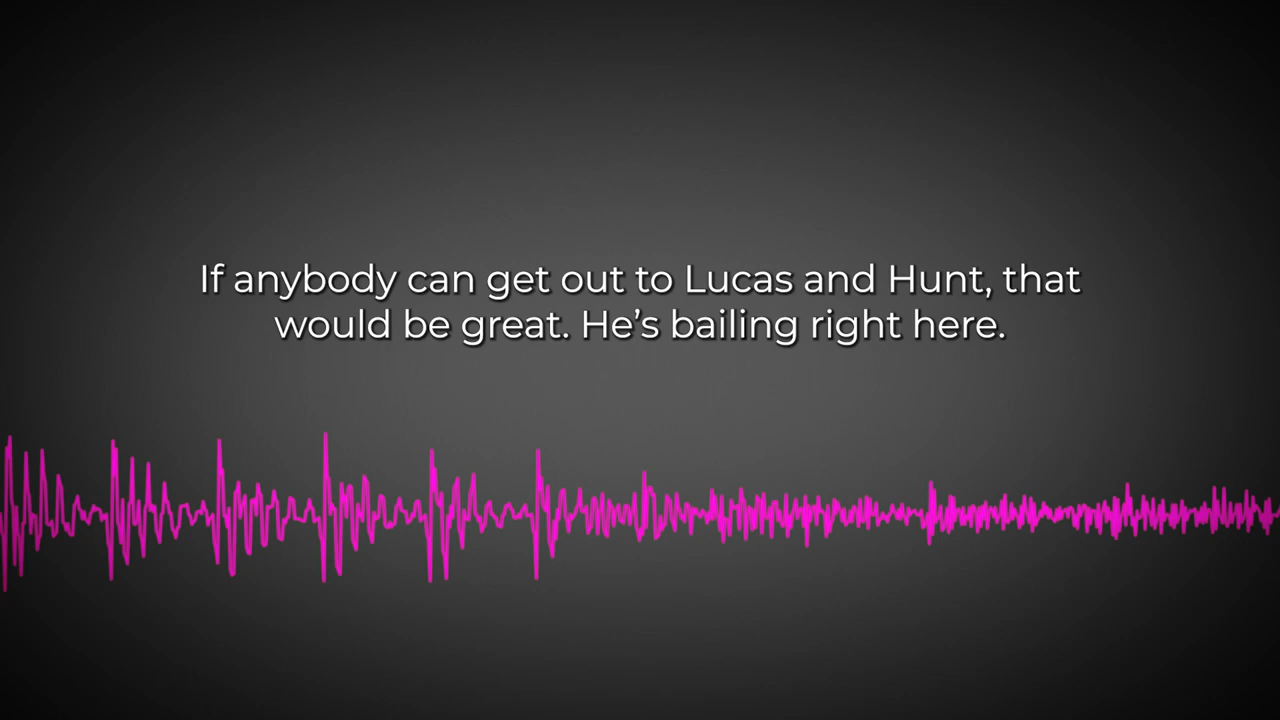 If anybody can get out to Lucas and Hunt, that
would be great. He’s bailing right here.